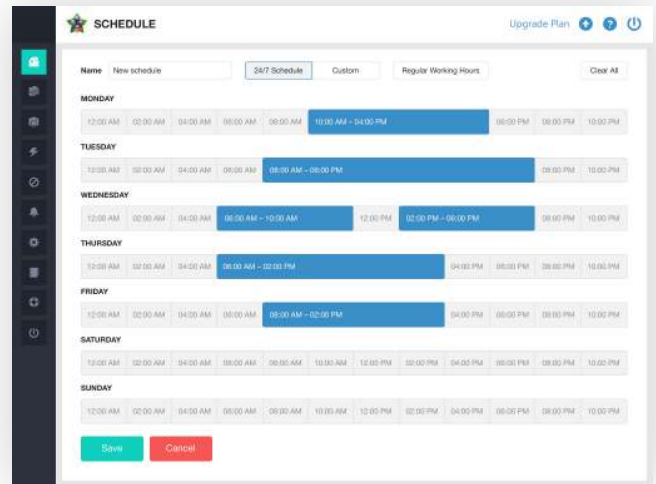 SCHEDULE
Upgrade Plan
Name New schedule 24/7 Schedule Custom Regular Working Hours Clear All
MONDAY
12:00 AM 02:00 AM 04:00 AM 06:00 AM 08:00 AM 10:00 AM – 04:00 PM 06:00 PM 08:00 PM 10:00 PM
TUESDAY
12:00 AM 02:00 AM 04:00 AM 06:00 AM 08:00 AM – 06:00 PM 08:00 PM 10:00 PM
WEDNESDAY
12:00 AM 02:00 AM 04:00 AM 06:00 AM – 10:00 AM 12:00 PM 02:00 PM – 06:00 PM 08:00 PM 10:00 PM
THURSDAY
12:00 AM 02:00 AM 04:00 AM 06:00 AM – 02:00 PM 04:00 PM 06:00 PM 08:00 PM 10:00 PM
FRIDAY
12:00 AM 02:00 AM 04:00 AM 06:00 AM 08:00 AM – 02:00 PM 04:00 PM 06:00 PM 08:00 PM 10:00 PM
SATURDAY
12:00 AM 02:00 AM 04:00 AM 06:00 AM 08:00 AM 10:00 AM 12:00 PM 02:00 PM 04:00 PM 06:00 PM 08:00 PM 10:00 PM
SUNDAY
12:00 AM 02:00 AM 04:00 AM 06:00 AM 08:00 AM 10:00 AM 12:00 PM 02:00 PM 04:00 PM 06:00 PM 08:00 PM 10:00 PM
Save Cancel